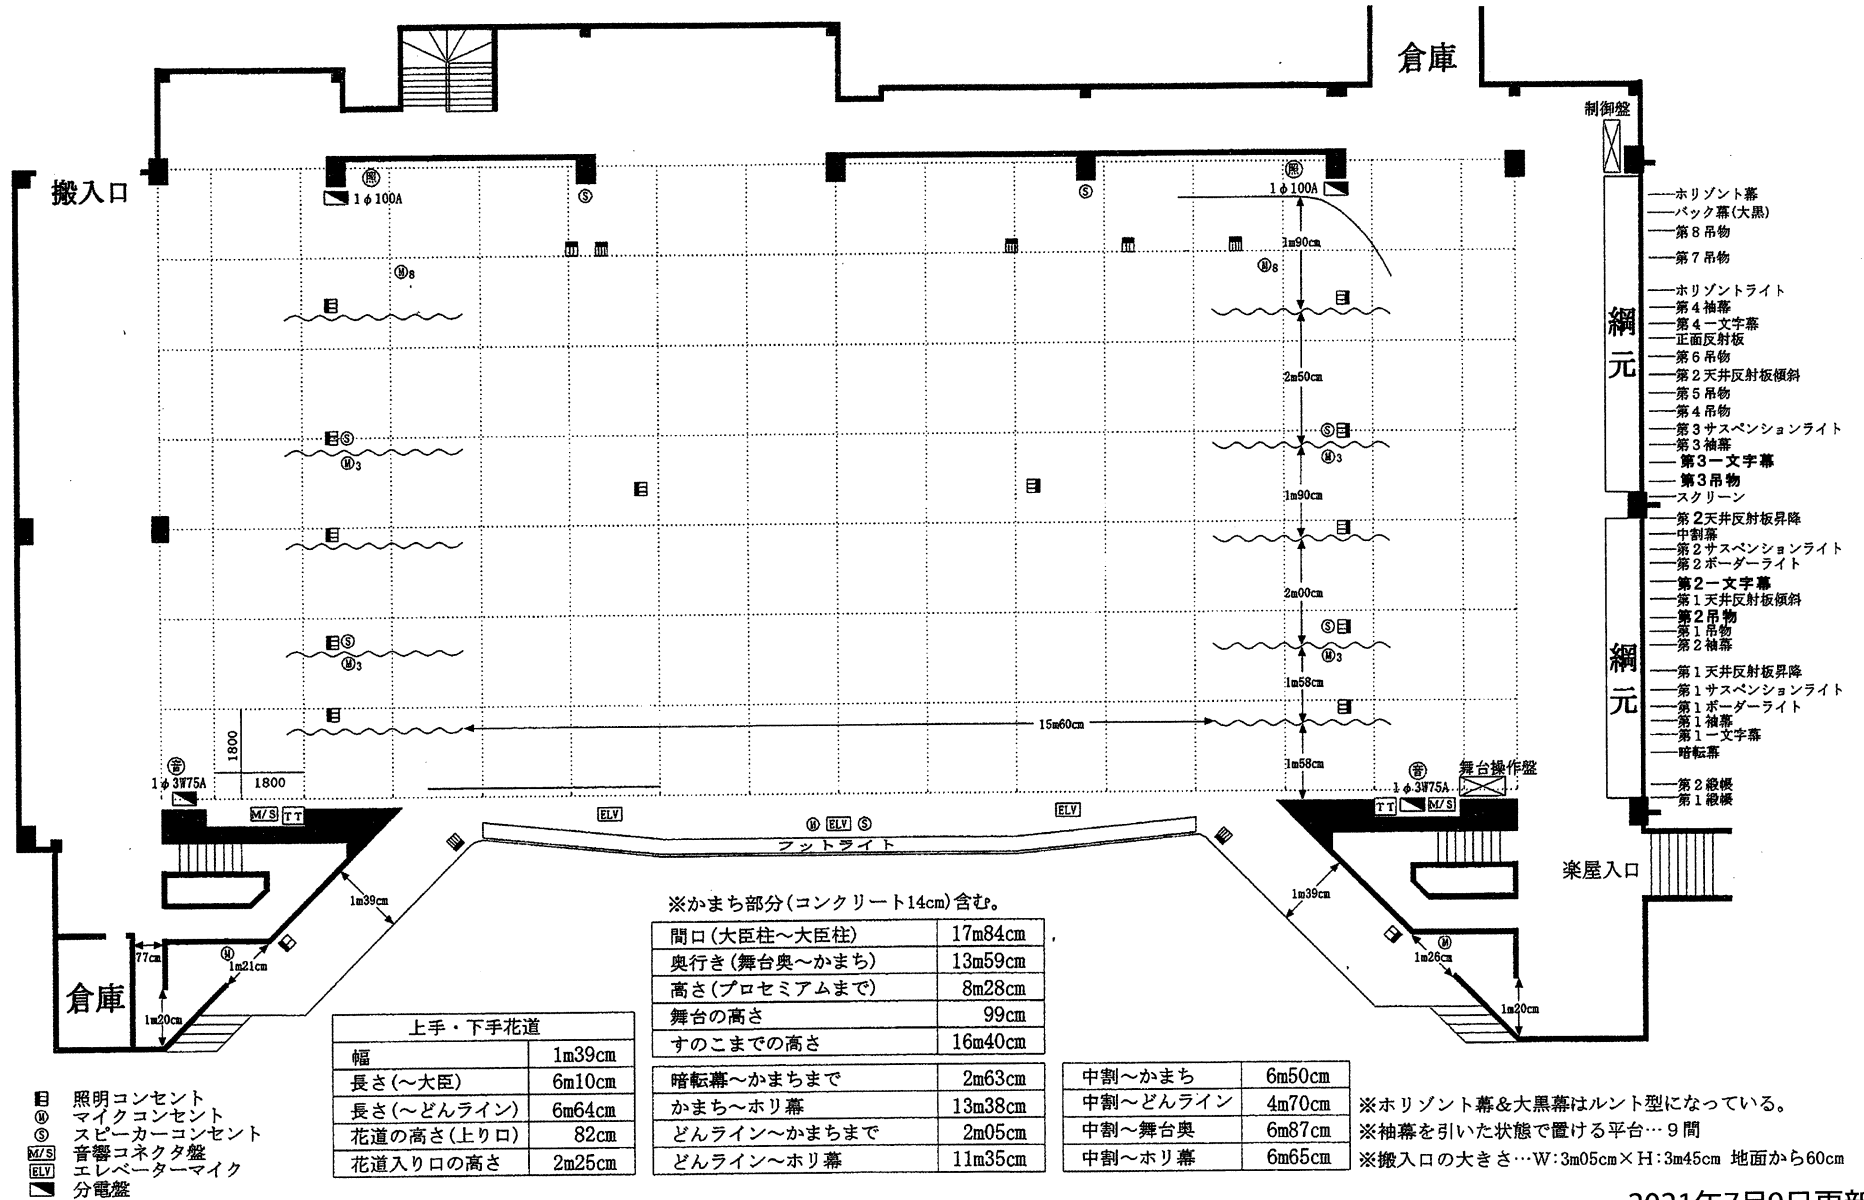 倉庫
制御盤
搬入口
照
1φ100A
S
S
照
1φ100A
1m90cm
M8
M8
2m50cm
S
M3
S
M3
1m90cm
2m00cm
S
M3
S
M3
1m58cm
15m60cm
1m58cm
1800
1800
音
1φ3W75A
M/S
TT
音
1φ3W75A
舞台操作盤
TT
M/S
ELV
M
ELV
S
ELV
フットライト
網元
網元
ホリゾント幕
バック幕(大黒)
第8吊物
第7吊物
ホリゾントライト
第4袖幕
第4一文字幕
正面反射板
第6吊物
第2天井反射板傾斜
第5吊物
第4吊物
第3サスペンションライト
第3袖幕
第3一文字幕
第3吊物
スクリーン
第2天井反射板昇降
中割幕
第2サスペンションライト
第2ボーダーライト
第2一文字幕
第1天井反射板傾斜
第2吊物
第1吊物
第2袖幕
第1天井反射板昇降
第1サスペンションライト
第1ボーダーライト
第1袖幕
第1一文字幕
暗転幕
第2緞帳
第1緞帳
楽屋入口
1m39cm
1m39cm
77cm
M
1m21cm
1m20cm
倉庫
M
1m26cm
1m20cm
※かまち部分(コンクリート14cm)含む。
間口(大臣柱～大臣柱) 17m84cm
奥行き(舞台奥～かまち) 13m59cm
高さ(プロセミアムまで) 8m28cm
舞台の高さ 99cm
すのこまでの高さ 16m40cm
上手・下手花道
幅 1m39cm
長さ(～大臣) 6m10cm
長さ(～どんライン) 6m64cm
花道の高さ(上り口) 82cm
花道入り口の高さ 2m25cm
暗転幕～かまちまで 2m63cm
かまち～ホリ幕 13m38cm
どんライン～かまちまで 2m05cm
どんライン～ホリ幕 11m35cm
中割～かまち 6m50cm
中割～どんライン 4m70cm
中割～舞台奥 6m87cm
中割～ホリ幕 6m65cm
※ホリゾント幕&大黒幕はルント型になっている。
※袖幕を引いた状態で置ける平台…9間
※搬入口の大きさ…W:3m05cm×H:3m45cm 地面から60cm
照明コンセント
M マイクコンセント
S スピーカーコンセント
M/S 音響コネクタ盤
ELV エレベーターマイク
分電盤